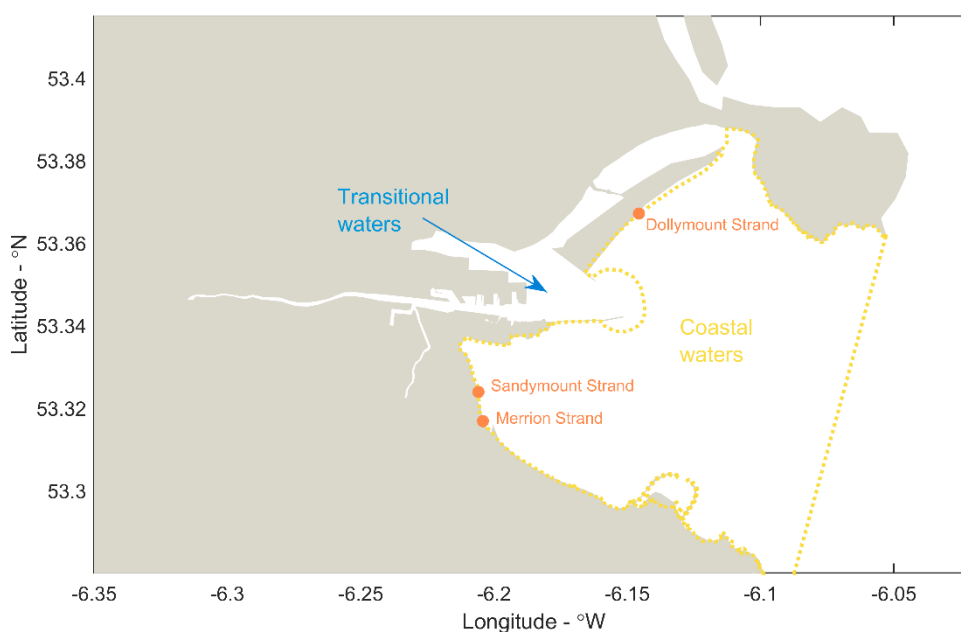 53.4
53.38
53.36
53.34
53.32
53.3
Latitude - °N
Transitional
waters
Dollymount Strand
Coastal
waters
Sandymount Strand
Merrion Strand
-6.35
-6.3
-6.25
-6.2
-6.15
-6.1
-6.05
Longitude - °W